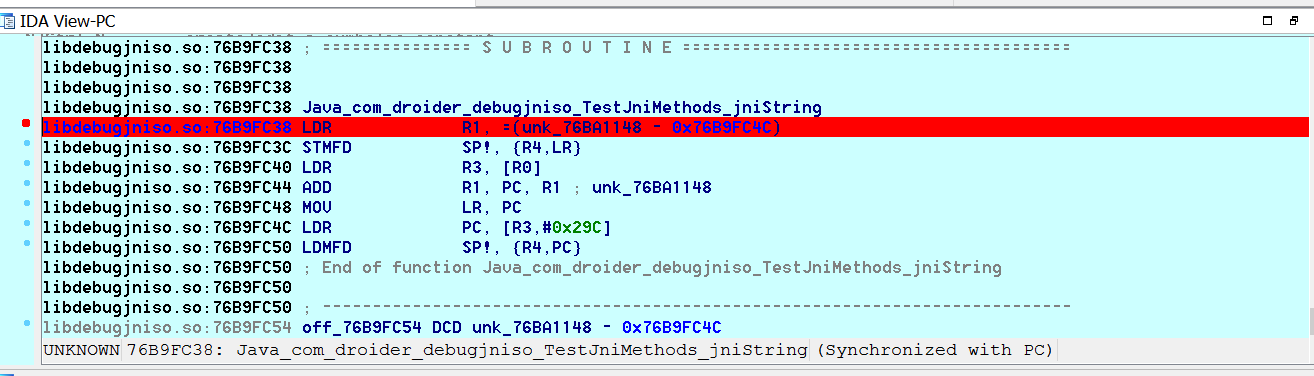 IDA View-PC
libdebugjniso.so:76B9FC38 ; =============== S U B R O U T I N E =======================================
libdebugjniso.so:76B9FC38
libdebugjniso.so:76B9FC38
libdebugjniso.so:76B9FC38 Java_com_droider_debugjniso_TestJniMethods_jniString
libdebugjniso.so:76B9FC38 LDR R1, =(unk_76BA1148 - 0x76B9FC4C)
libdebugjniso.so:76B9FC3C STMFD SP!, {R4,LR}
libdebugjniso.so:76B9FC40 LDR R3, [R0]
libdebugjniso.so:76B9FC44 ADD R1, PC, R1 ; unk_76BA1148
libdebugjniso.so:76B9FC48 MOV LR, PC
libdebugjniso.so:76B9FC4C LDR PC, [R3,#0x29C]
libdebugjniso.so:76B9FC50 LDMFD SP!, {R4,PC}
libdebugjniso.so:76B9FC50 ; End of function Java_com_droider_debugjniso_TestJniMethods_jniString
libdebugjniso.so:76B9FC50
libdebugjniso.so:76B9FC50 ; ---------------------------------------------------------------------------
libdebugjniso.so:76B9FC54 off_76B9FC54 DCD unk_76BA1148 - 0x76B9FC4C
UNKNOWN 76B9FC38: Java_com_droider_debugjniso_TestJniMethods_jniString (Synchronized with PC)